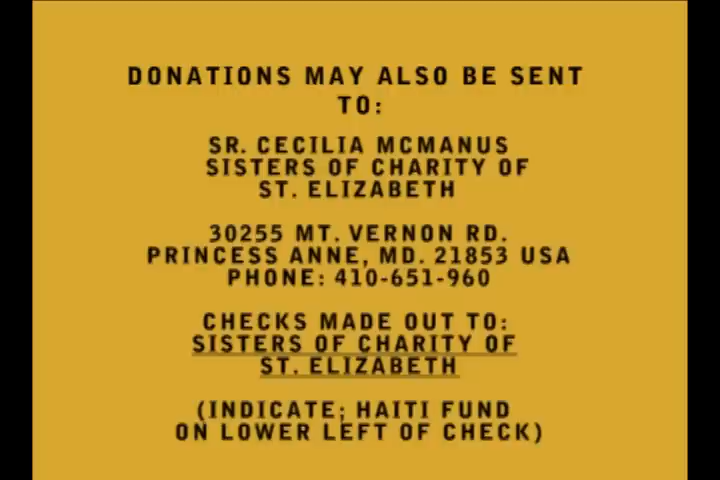 DONATIONS MAY ALSO BE SENT
TO:
SR. CECILIA MCMANUS
SISTERS OF CHARITY OF
ST. ELIZABETH
30255 MT. VERNON RD.
PRINCESS ANNE, MD. 21853 USA
PHONE: 410-651-960
CHECKS MADE OUT TO:
SISTERS OF CHARITY OF
ST. ELIZABETH
(INDICATE; HAITI FUND
ON LOWER LEFT OF CHECK)